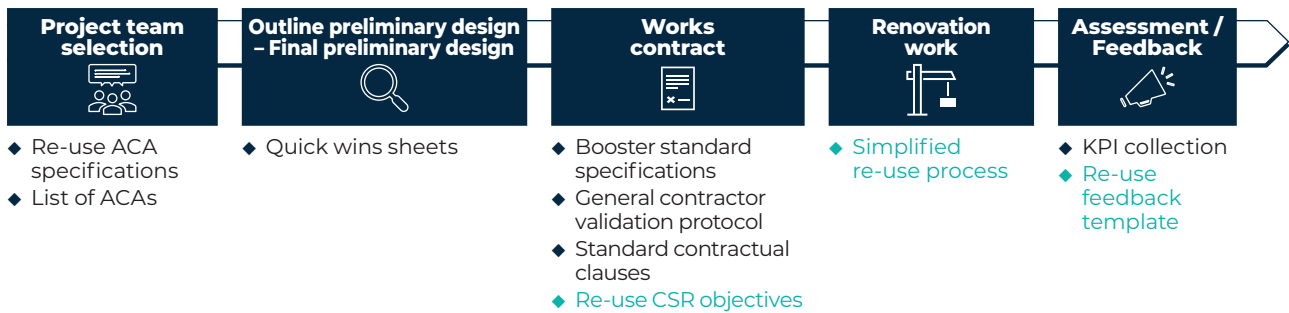 Project team
selection
Re-use ACA
specifications
List of ACAs
Outline preliminary design
– Final preliminary design
Quick wins sheets
Works
contract
Booster standard
specifications
General contractor
validation protocol
Standard contractual
clauses
Re-use CSR objectives
Renovation
work
Simplified
re-use process
Assessment /
Feedback
KPI collection
Re-use
feedback
template